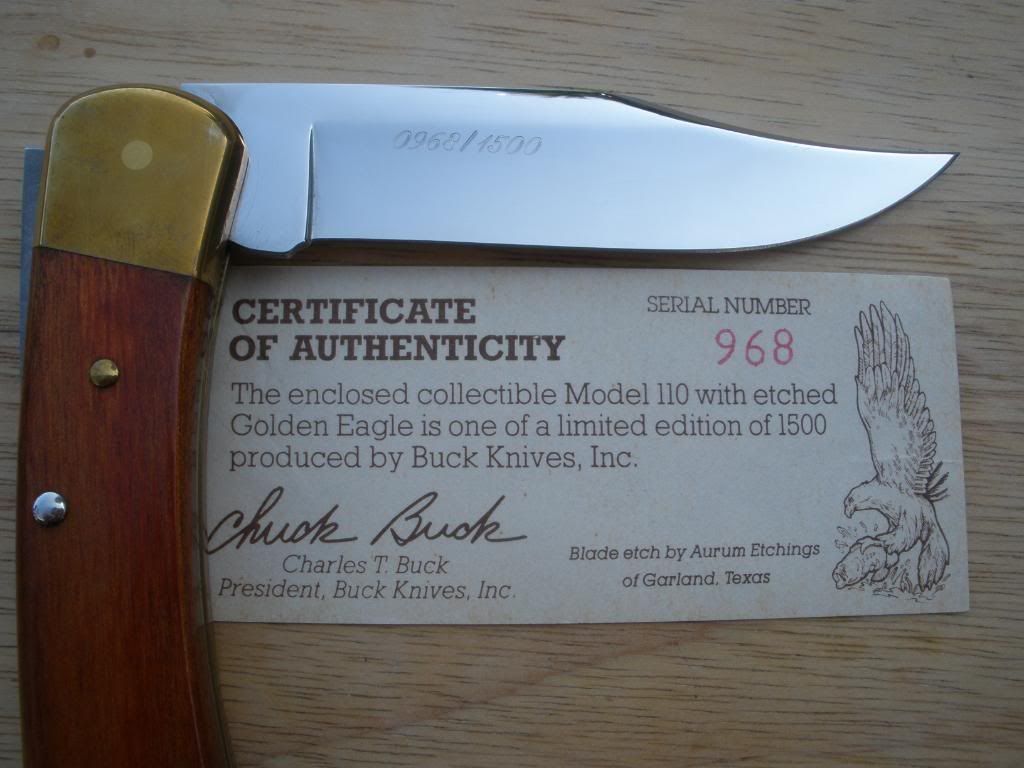 0968/1500
CERTIFICATE
OF AUTHENTICITY
SERIAL NUMBER
968
The enclosed collectible Model 110 with etched
Golden Eagle is one of a limited edition of 1500
produced by Buck Knives, Inc.
Chuck Buck
Charles T. Buck
President, Buck Knives, Inc.
Blade etch by Aurum Etchings
of Garland, Texas